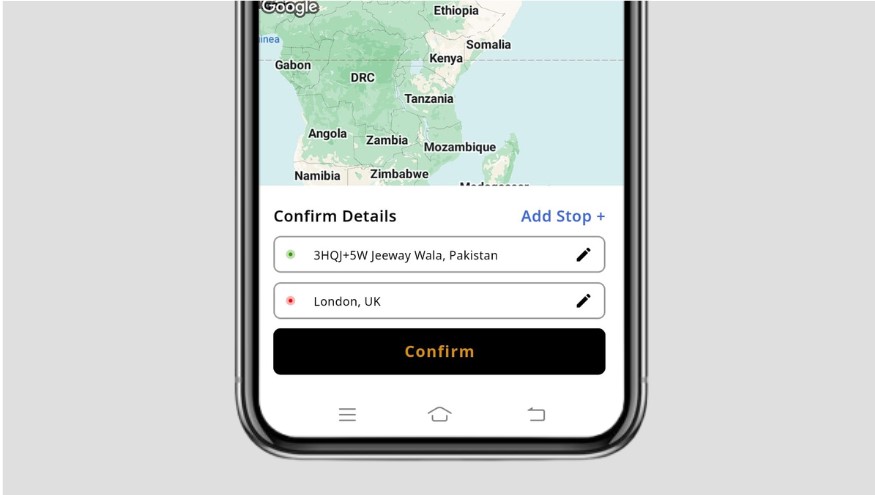 Google
Ethiopia
inea
Somalia
Gabon
Kenya
DRC
Tanzania
Angola
Zambia
Mozambique
Namibia
Zimbabwe
Madagascar
Confirm Details
Add Stop +
3HQJ+5W Jeeway Wala, Pakistan
London, UK
Confirm